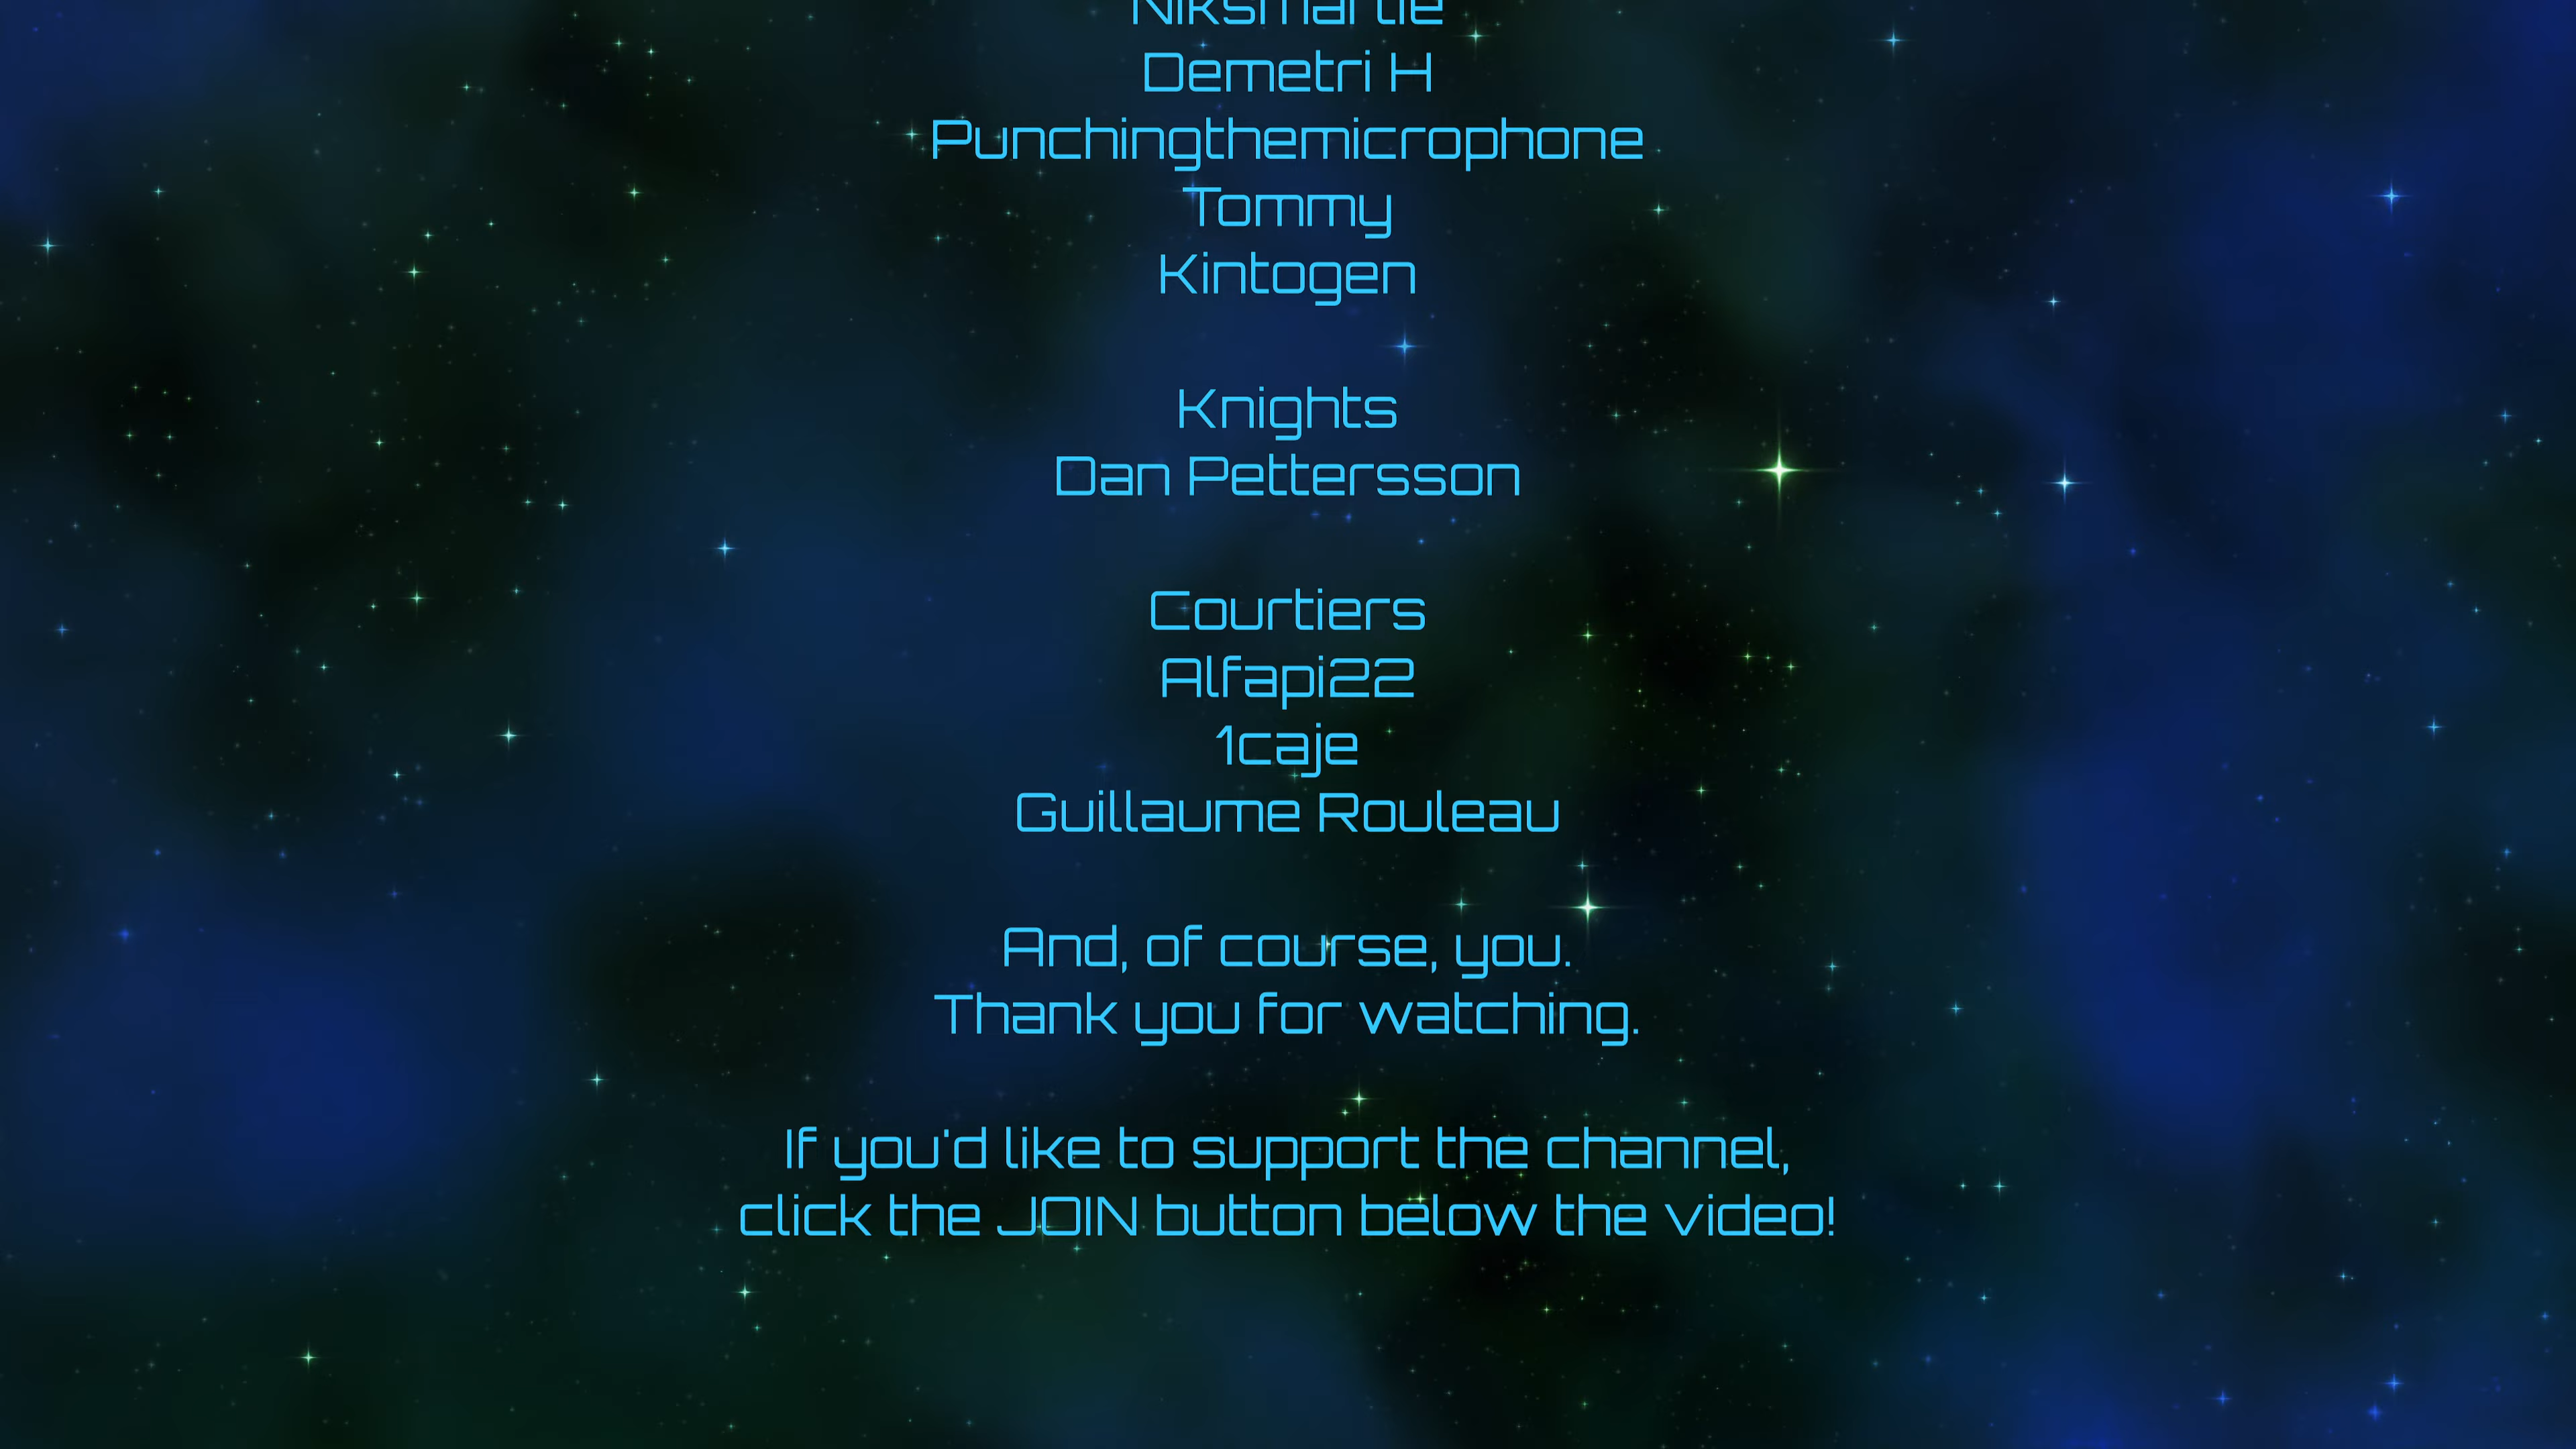 Niksmartie
Demetri H
Punchingthemicrophone
Tommy
Kintogen
Knights
Dan Pettersson
Courtiers
Alfapi22
1caje
Guillaume Rouleau
And, of course, you.
Thank you for watching.
If you'd like to support the channel,
click the JOIN button below the video!